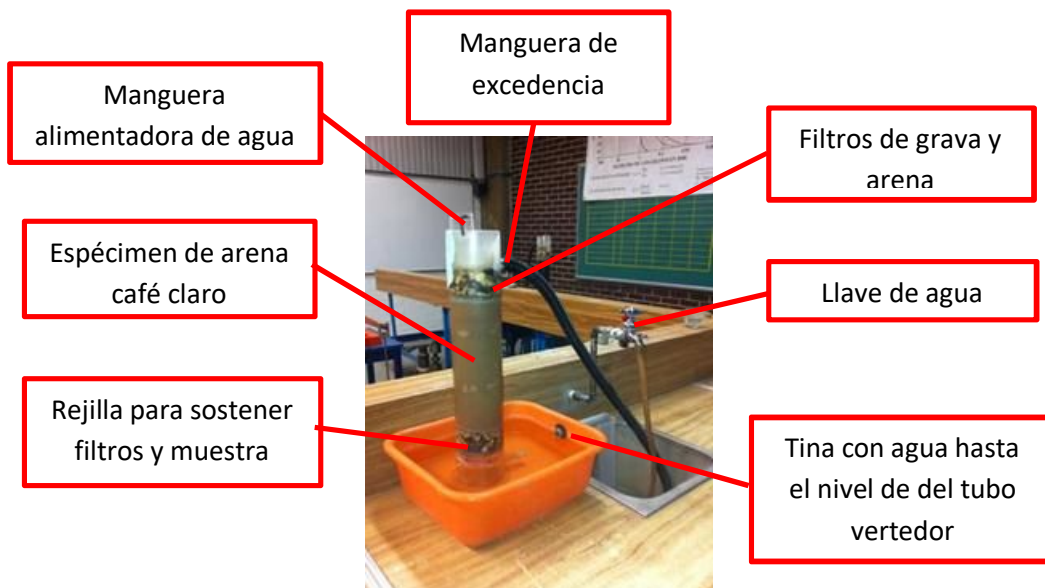 Manguera de
excedencia
Manguera
alimentadora de agua
Filtros de grava y
arena
Espécimen de arena
café claro
Llave de agua
Rejilla para sostener
filtros y muestra
Tina con agua hasta
el nivel de del tubo
vertedor